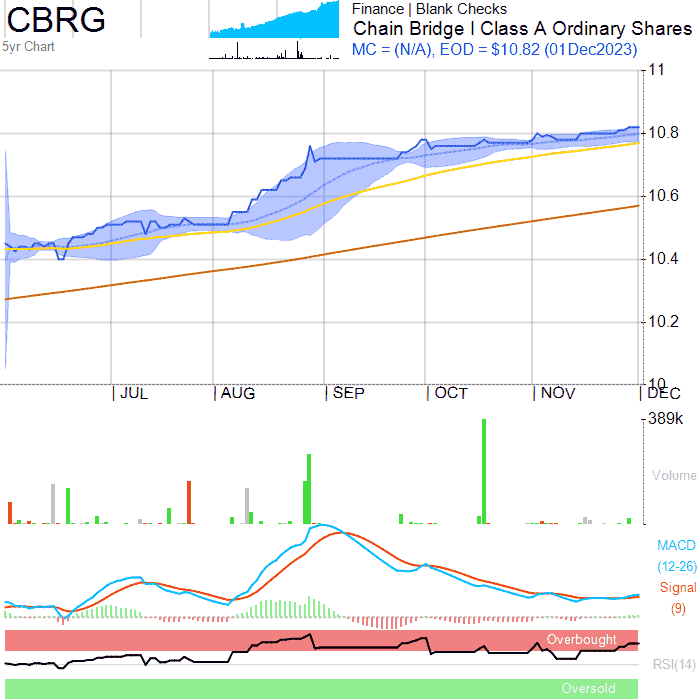 CBRG
5yr Chart
Finance | Blank Checks
Chain Bridge I Class A Ordinary Shares
MC = (N/A), EOD = $10.82 (01Dec2023)
11
10.8
10.6
10.4
10.2
10
JUL AUG SEP OCT NOV DEC
389k
Volume
MACD
(12-26)
Signal
(9)
Overbought
RSI(14)
Oversold